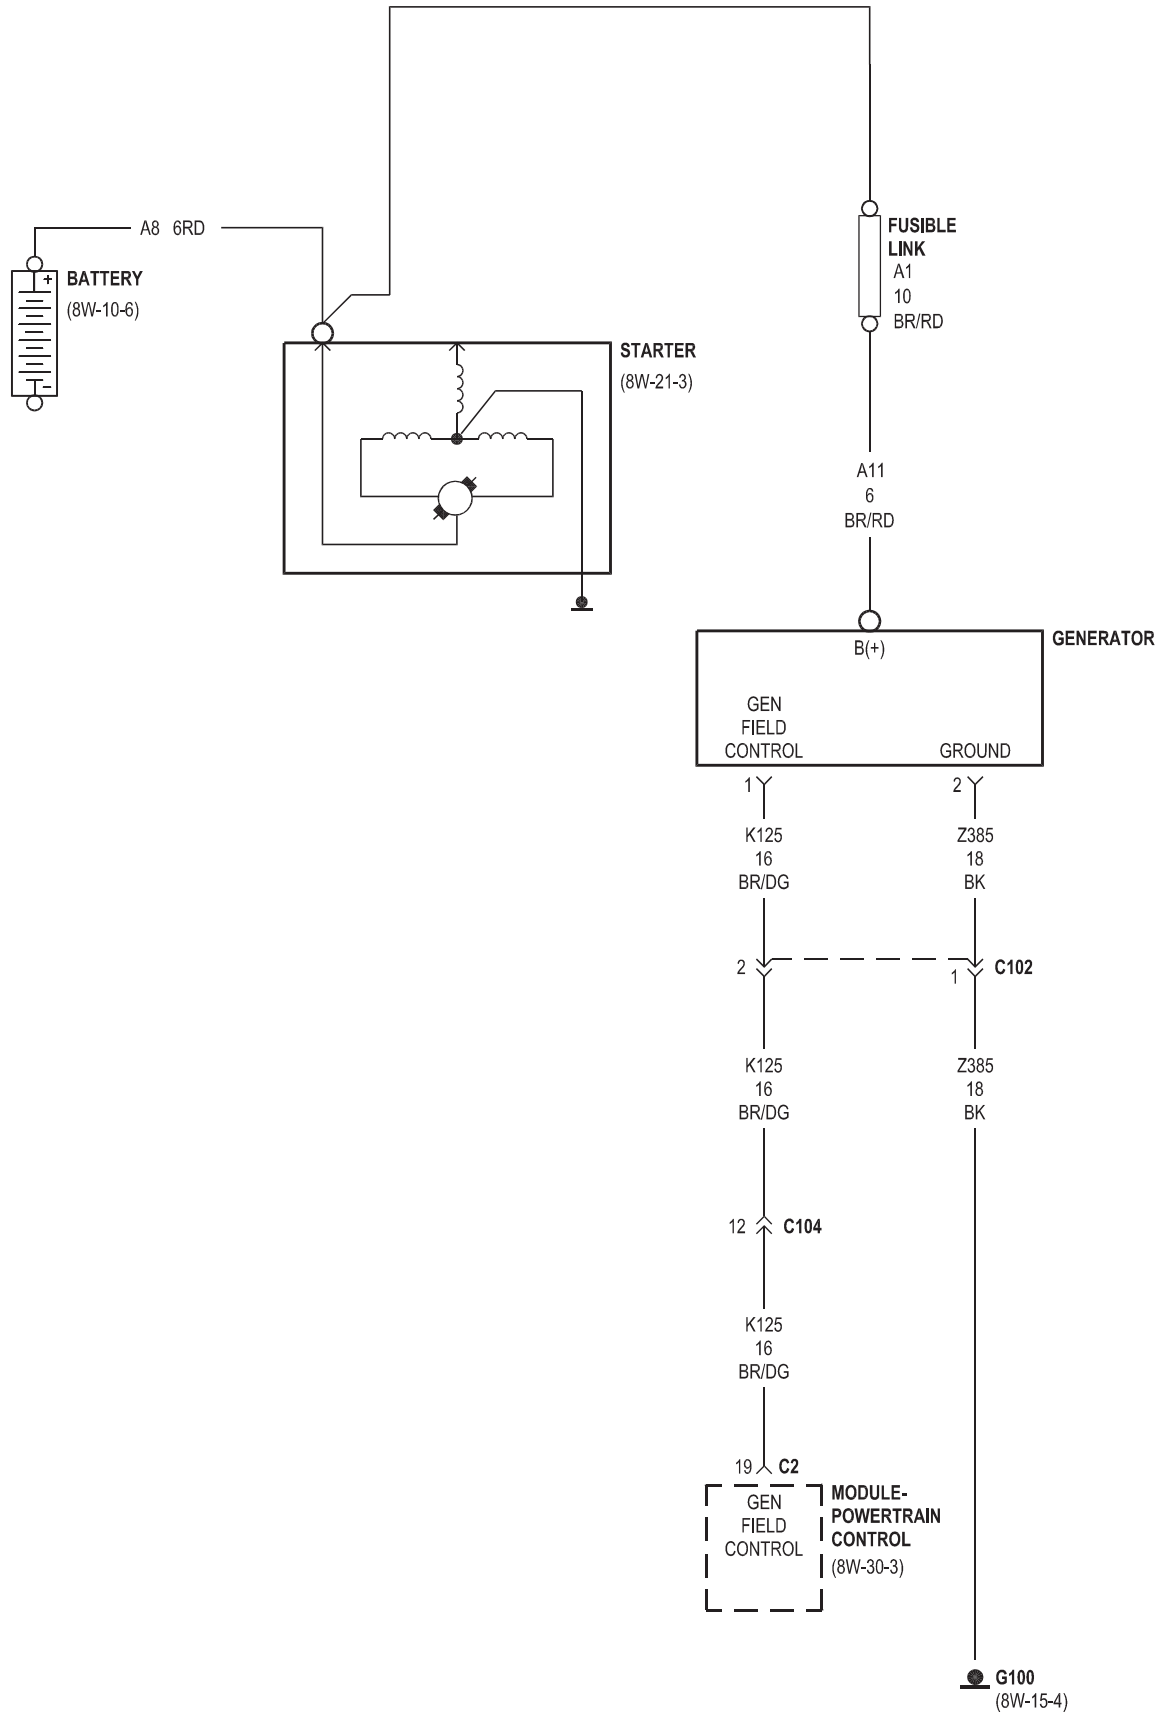 A8 6RD
BATTERY
(8W-10-6)
+
-
FUSIBLE
LINK
A1
10
BR/RD
STARTER
(8W-21-3)
A11
6
BR/RD
GENERATOR
B(+)
GEN
FIELD
CONTROL
GROUND
1
2
K125
16
BR/DG
Z385
18
BK
2
1
C102
K125
16
BR/DG
Z385
18
BK
12
C104
K125
16
BR/DG
19
C2
GEN
FIELD
CONTROL
MODULE-
POWERTRAIN
CONTROL
(8W-30-3)
G100
(8W-15-4)